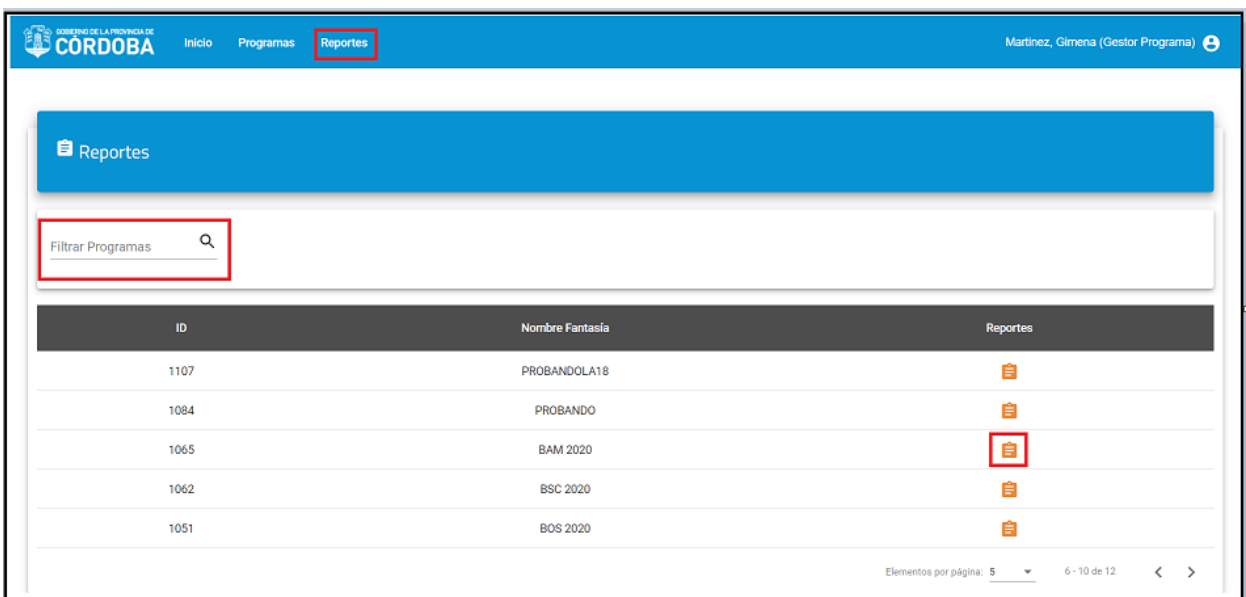 GOBIERNO DE LA PROVINCIA DE
CÓRDOBA
Inicio Programas Reportes Martinez, Gimena (Gestor Programa)
Reportes
Filtrar Programas
ID Nombre Fantasía Reportes
1107 PROBANDOLA18
1084 PROBANDO
1065 BAM 2020
1062 BSC 2020
1051 BOS 2020
Elementos por página: 5 6 - 10 de 12